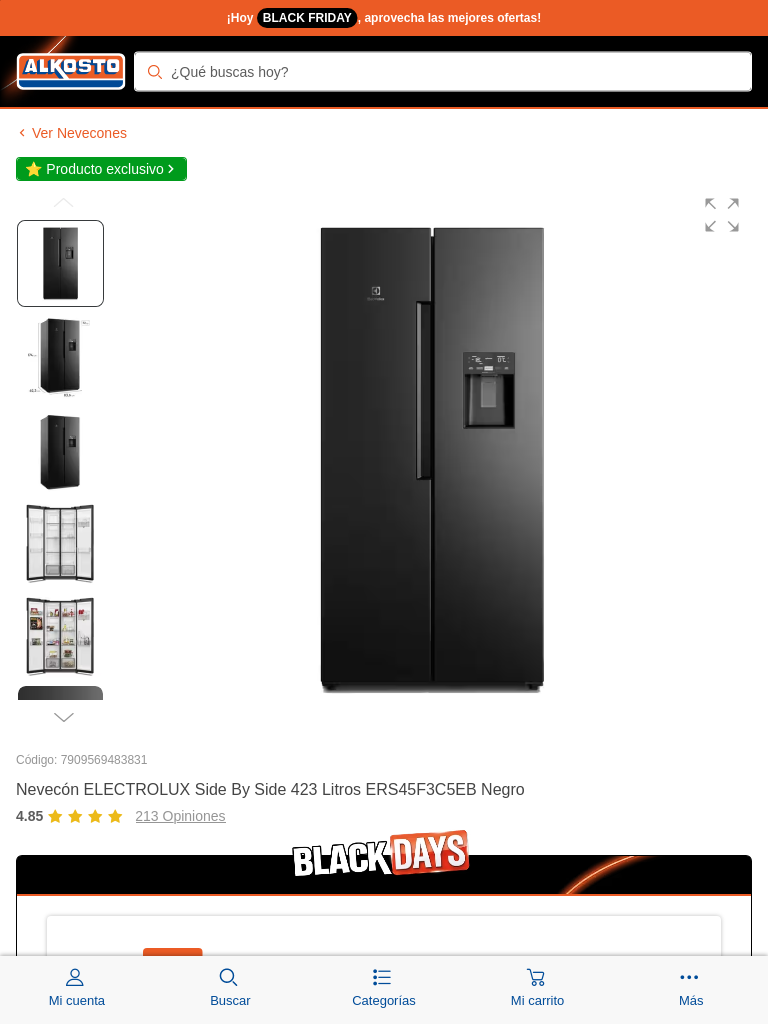 ¡Hoy BLACK FRIDAY, aprovecha las mejores ofertas!
ALKOSTO
¿Qué buscas hoy?
Ver Nevecones
⭐ Producto exclusivo
Código: 7909569483831
Nevecón ELECTROLUX Side By Side 423 Litros ERS45F3C5EB Negro
4.85 213 Opiniones
BLACK DAYS
Mi cuenta
Buscar
Categorías
Mi carrito
Más